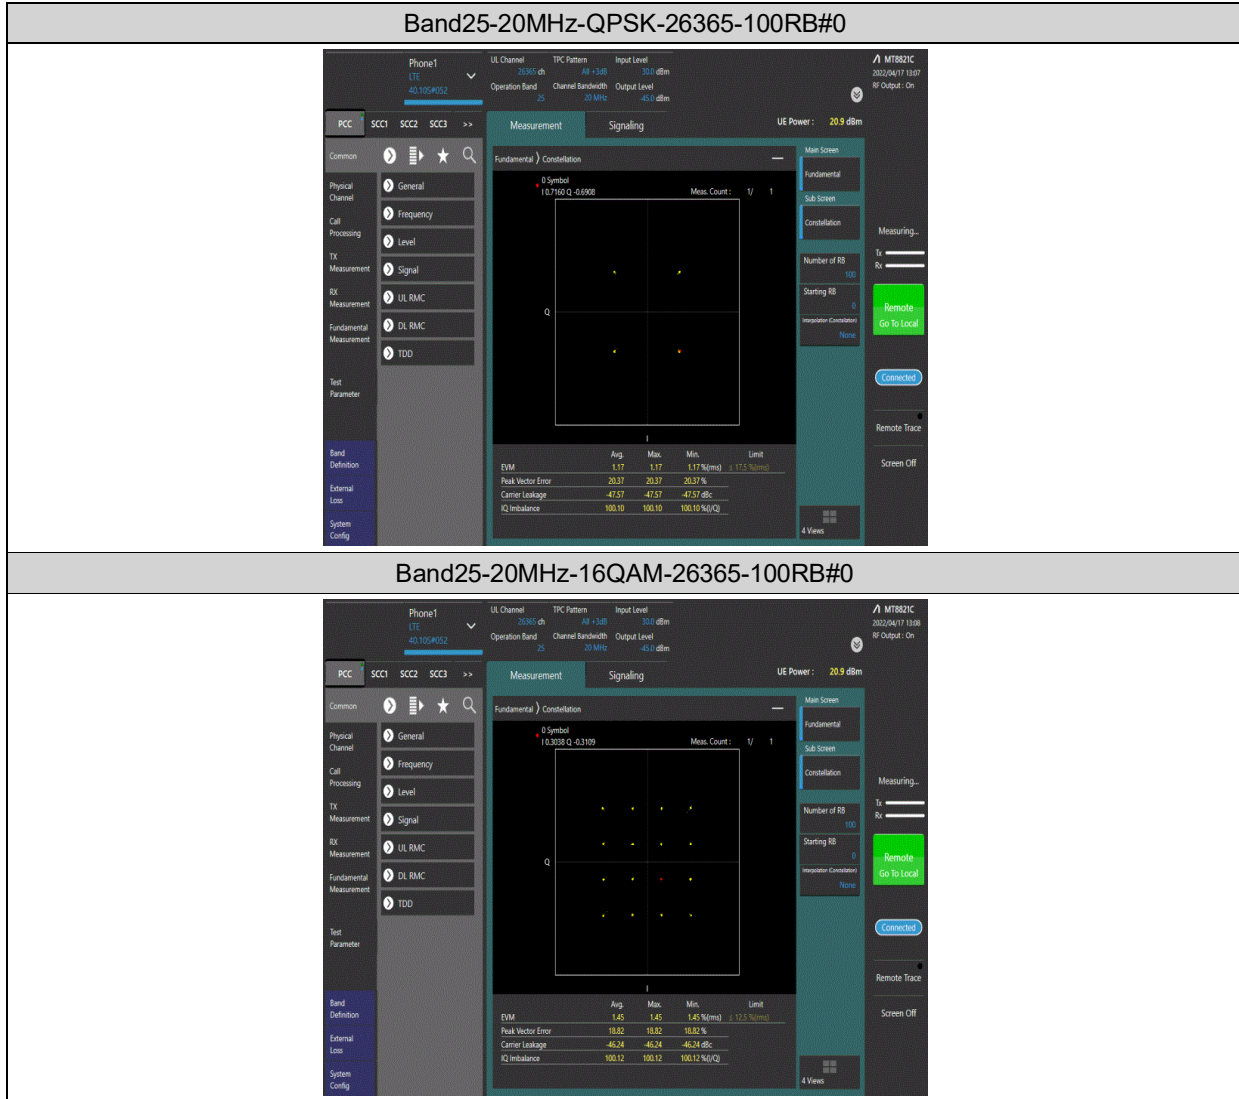 Band25-20MHz-QPSK-26365-100RB#0
Phone1
LTE
40.105#052
UL Channel TPC Pattern Input Level
26365 ch All +3dB 30.0 dBm
Operation Band Channel Bandwidth Output Level
25 20 MHz -45.0 dBm
MT8821C
2022/04/17 13:07
RF Output : On
PCC SCC1 SCC2 SCC3 >>
Measurement Signaling
UE Power : 20.9 dBm
Common
Physical Channel
Call Processing
TX Measurement
RX Measurement
Fundamental Measurement
Test Parameter
Band Definition
External Loss
System Config
General
Frequency
Level
Signal
UL RMC
DL RMC
TDD
Fundamental Constellation
0 Symbol
I 0.7160 Q -0.6908
Meas. Count : 1/ 1
Q
I
Avg. Max. Min. Limit
EVM 1.17 1.17 1.17 %(rms) ≤ 17.5 %(rms)
Peak Vector Error 20.37 20.37 20.37 %
Carrier Leakage -47.57 -47.57 -47.57 dBc
IQ Imbalance 100.10 100.10 100.10 %(I/Q)
Main Screen
Fundamental
Sub Screen
Constellation
Number of RB
100
Starting RB
0
Interpolation (Constellation)
None
4 Views
Measuring...
Tx
Rx
Remote
Go To Local
Connected
Remote Trace
Screen Off
Band25-20MHz-16QAM-26365-100RB#0
Phone1
LTE
40.105#052
UL Channel TPC Pattern Input Level
26365 ch All +3dB 30.0 dBm
Operation Band Channel Bandwidth Output Level
25 20 MHz -45.0 dBm
MT8821C
2022/04/17 13:08
RF Output : On
PCC SCC1 SCC2 SCC3 >>
Measurement Signaling
UE Power : 20.9 dBm
Common
Physical Channel
Call Processing
TX Measurement
RX Measurement
Fundamental Measurement
Test Parameter
Band Definition
External Loss
System Config
General
Frequency
Level
Signal
UL RMC
DL RMC
TDD
Fundamental Constellation
0 Symbol
I 0.3038 Q -0.3109
Meas. Count : 1/ 1
Q
I
Avg. Max. Min. Limit
EVM 1.45 1.45 1.45 %(rms) ≤ 12.5 %(rms)
Peak Vector Error 18.82 18.82 18.82 %
Carrier Leakage -46.24 -46.24 -46.24 dBc
IQ Imbalance 100.12 100.12 100.12 %(I/Q)
Main Screen
Fundamental
Sub Screen
Constellation
Number of RB
100
Starting RB
0
Interpolation (Constellation)
None
4 Views
Measuring...
Tx
Rx
Remote
Go To Local
Connected
Remote Trace
Screen Off